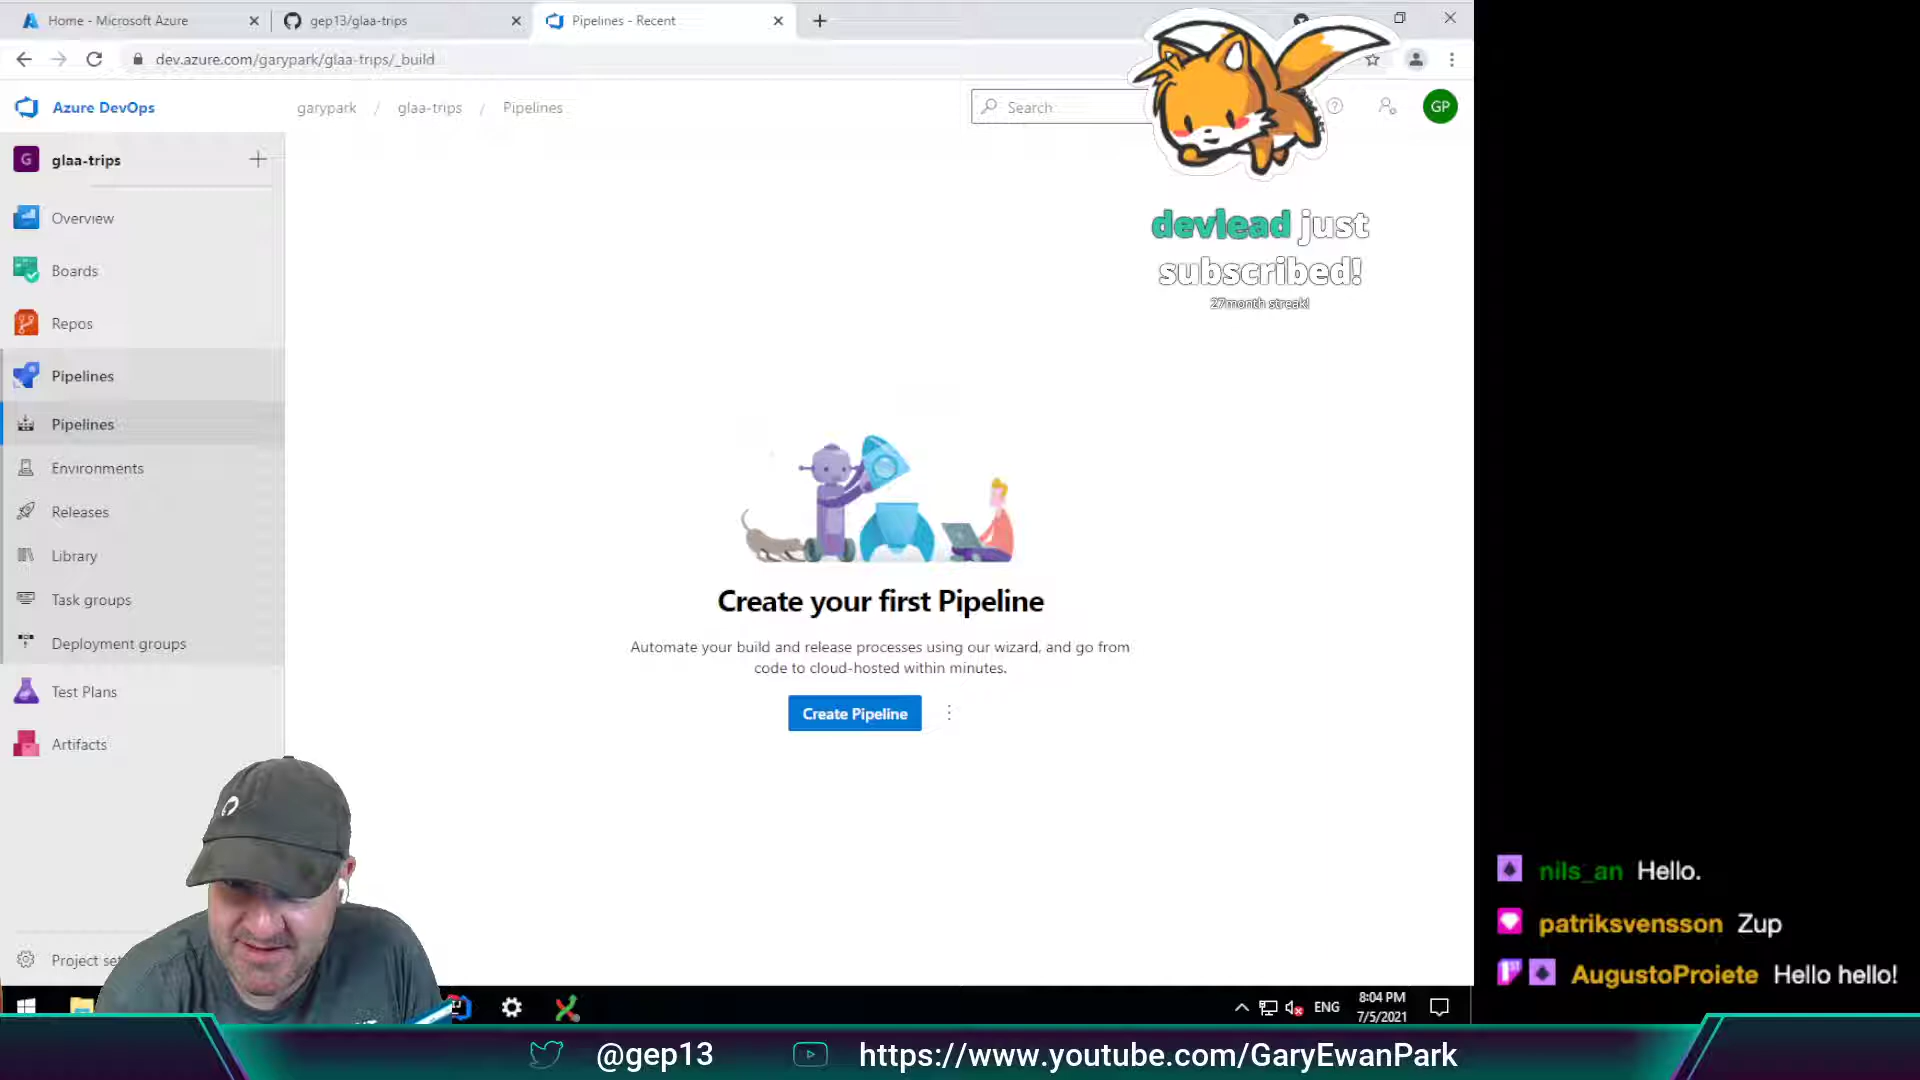 Home - Microsoft Azure
gep13/glaa-trips
Pipelines - Recent
dev.azure.com/garypark/glaa-trips/_build
Azure DevOps
garypark / glaa-trips / Pipelines
Search
GP
G
glaa-trips
Overview
Boards
Repos
Pipelines
Pipelines
Environments
Releases
Library
Task groups
Deployment groups
Test Plans
Artifacts
Project set
Create your first Pipeline
Automate your build and release processes using our wizard, and go from
code to cloud-hosted within minutes.
Create Pipeline
devlead just
subscribed!
27month streak!
nils_an Hello.
patriksvensson Zup
AugustoProiete Hello hello!
ENG
8:04 PM
7/5/2021
@gep13
https://www.youtube.com/GaryEwanPark